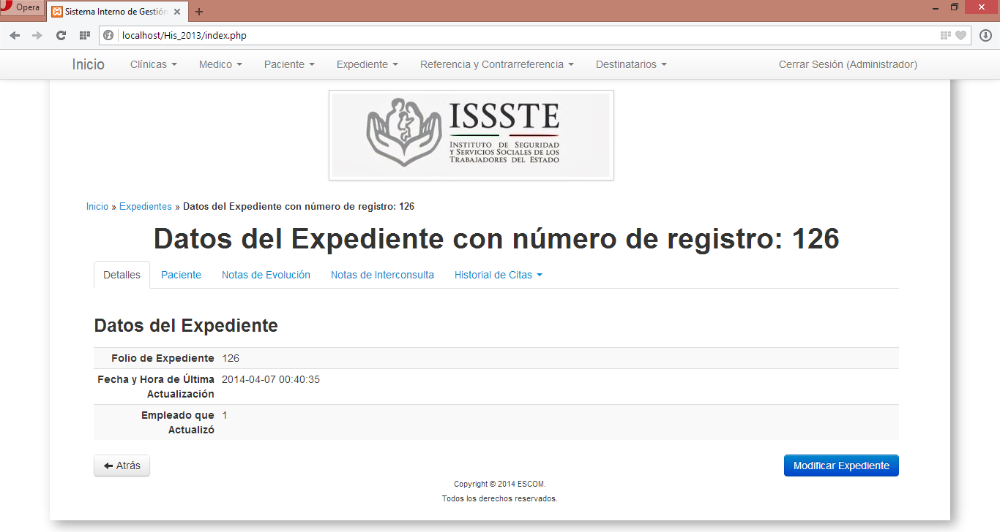 Opera
Sistema Interno de Gestión
localhost/His_2013/index.php
Inicio Clínicas Medico Paciente Expediente Referencia y Contrarreferencia Destinatarios Cerrar Sesión (Administrador)
ISSSTE
INSTITUTO DE SEGURIDAD
Y SERVICIOS SOCIALES DE LOS
TRABAJADORES DEL ESTADO
Inicio » Expedientes » Datos del Expediente con número de registro: 126
Datos del Expediente con número de registro: 126
Detalles Paciente Notas de Evolución Notas de Interconsulta Historial de Citas
Datos del Expediente
Folio de Expediente 126
Fecha y Hora de Última 2014-04-07 00:40:35
Actualización
Empleado que 1
Actualizó
Atrás Modificar Expediente
Copyright © 2014 ESCOM.
Todos los derechos reservados.